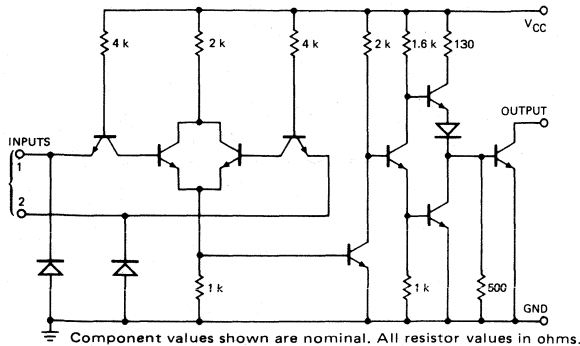 VCC
4 k
2 k
4 k
2 k
1.6 k
130
INPUTS
1
2
OUTPUT
1 k
1 k
500
GND
Component values shown are nominal. All resistor values in ohms.